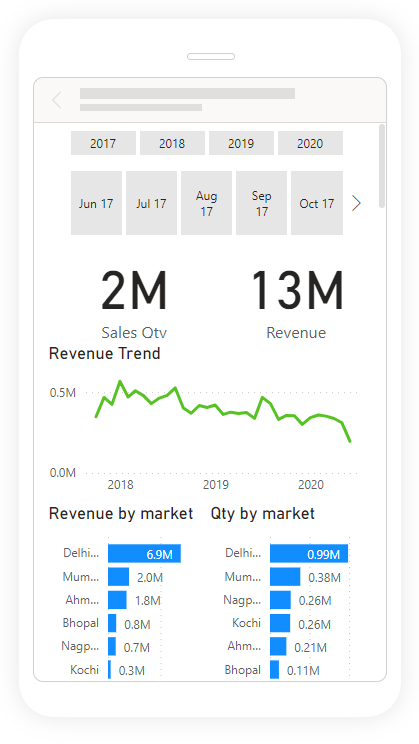 2017 2018 2019 2020
Jun 17 Jul 17 Aug 17 Sep 17 Oct 17
2M 13M
Sales Qty Revenue
Revenue Trend
0.5M
0.0M
2018 2019 2020
Revenue by market Qty by market
Delhi... 6.9M Delhi... 0.99M
Mum... 2.0M Mum... 0.38M
Ahm... 1.8M Nagp... 0.26M
Bhopal 0.8M Kochi 0.26M
Nagp... 0.7M Ahm... 0.21M
Kochi 0.3M Bhopal 0.11M